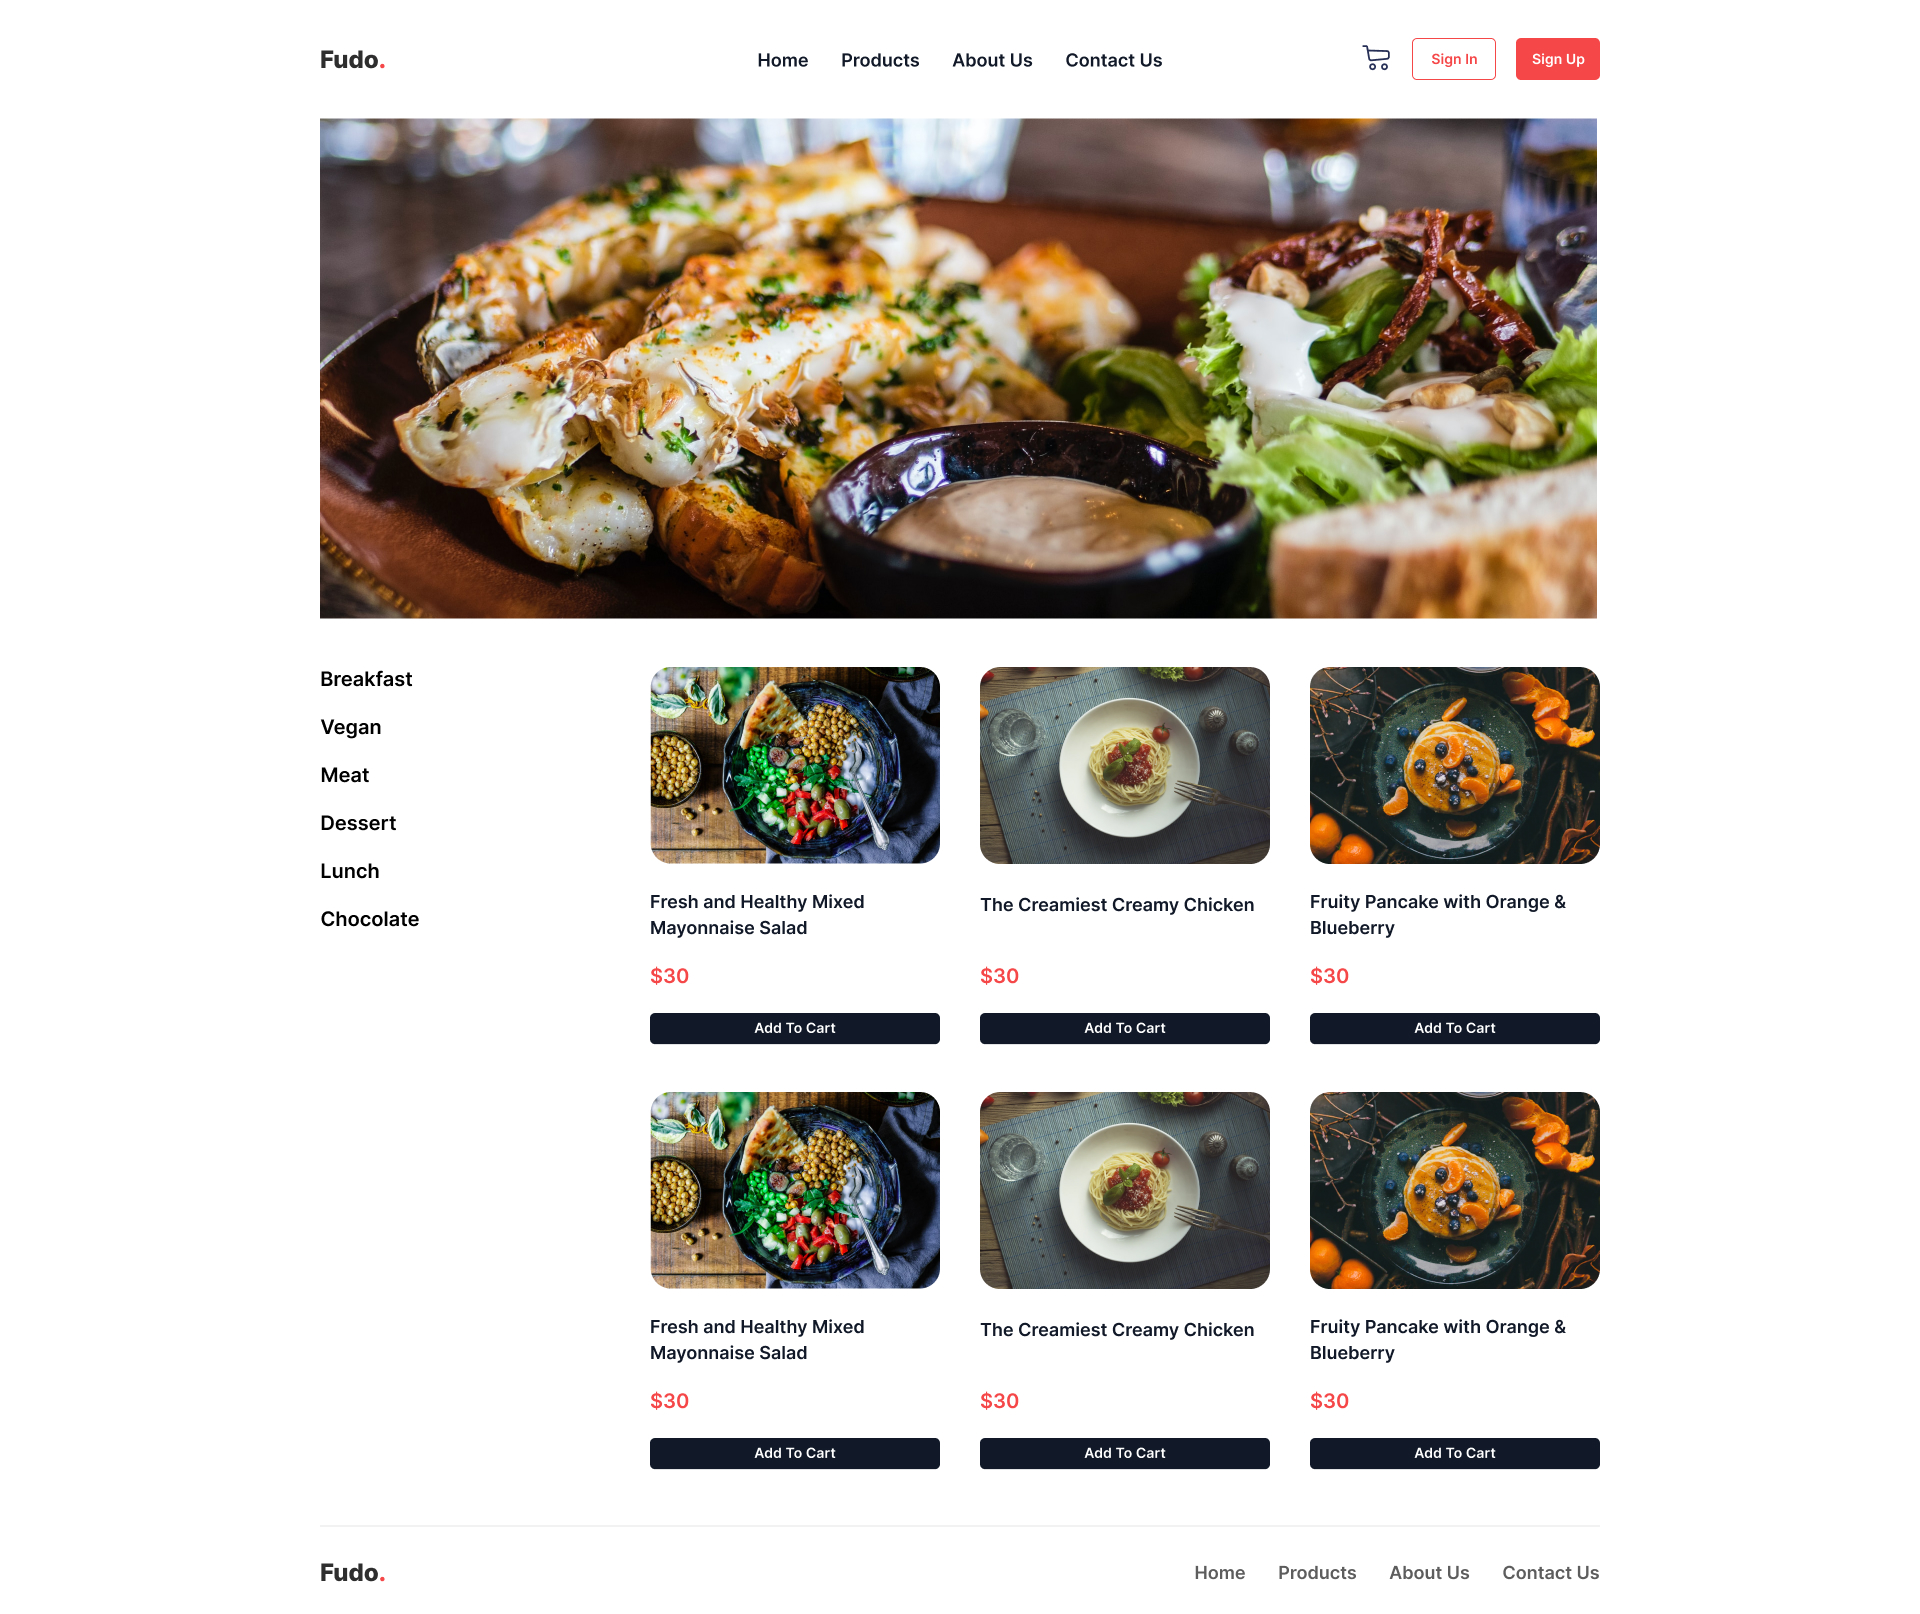 Fudo.
Home Products About Us Contact Us
Sign In
Sign Up
Breakfast
Vegan
Meat
Dessert
Lunch
Chocolate
Fresh and Healthy Mixed
Mayonnaise Salad
$30
Add To Cart
The Creamiest Creamy Chicken
$30
Add To Cart
Fruity Pancake with Orange &
Blueberry
$30
Add To Cart
Fresh and Healthy Mixed
Mayonnaise Salad
$30
Add To Cart
The Creamiest Creamy Chicken
$30
Add To Cart
Fruity Pancake with Orange &
Blueberry
$30
Add To Cart
Fudo.
Home Products About Us Contact Us